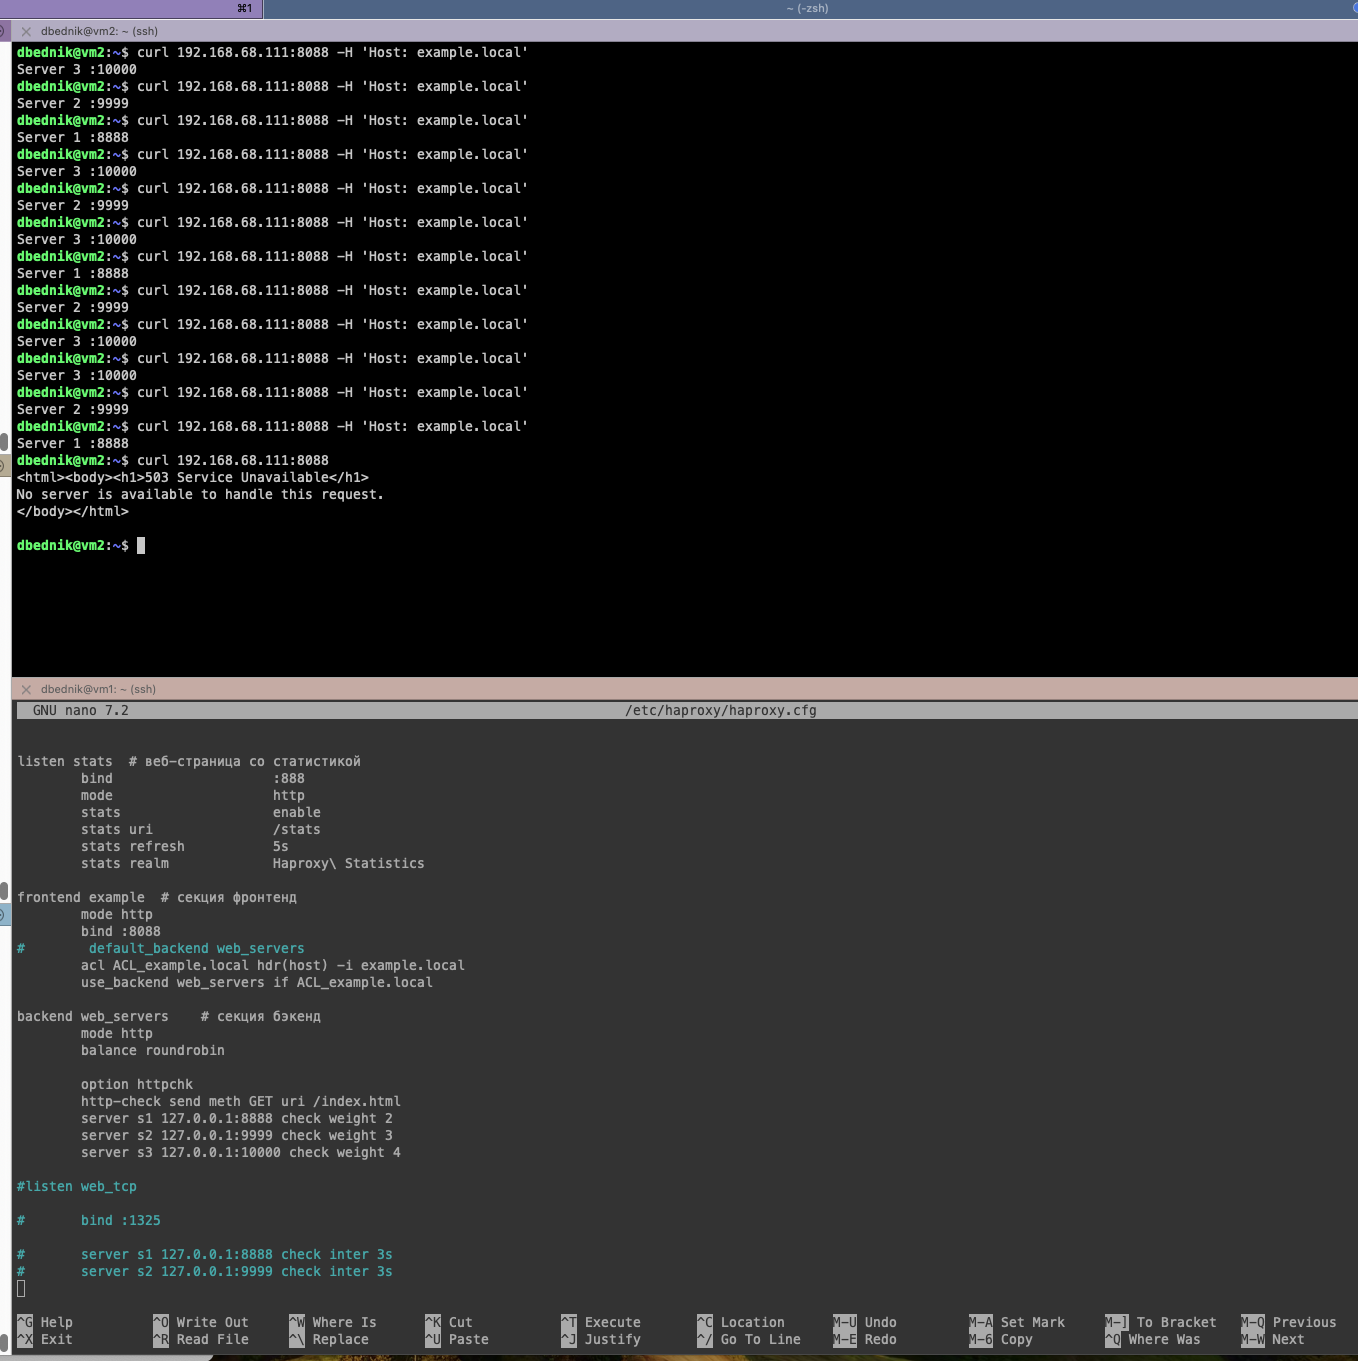 ⌘1
~ (-zsh)
dbednik@vm2: ~ (ssh)
dbednik@vm2:~$ curl 192.168.68.111:8088 -H 'Host: example.local'
Server 3 :10000
dbednik@vm2:~$ curl 192.168.68.111:8088 -H 'Host: example.local'
Server 2 :9999
dbednik@vm2:~$ curl 192.168.68.111:8088 -H 'Host: example.local'
Server 1 :8888
dbednik@vm2:~$ curl 192.168.68.111:8088 -H 'Host: example.local'
Server 3 :10000
dbednik@vm2:~$ curl 192.168.68.111:8088 -H 'Host: example.local'
Server 2 :9999
dbednik@vm2:~$ curl 192.168.68.111:8088 -H 'Host: example.local'
Server 3 :10000
dbednik@vm2:~$ curl 192.168.68.111:8088 -H 'Host: example.local'
Server 1 :8888
dbednik@vm2:~$ curl 192.168.68.111:8088 -H 'Host: example.local'
Server 2 :9999
dbednik@vm2:~$ curl 192.168.68.111:8088 -H 'Host: example.local'
Server 3 :10000
dbednik@vm2:~$ curl 192.168.68.111:8088 -H 'Host: example.local'
Server 3 :10000
dbednik@vm2:~$ curl 192.168.68.111:8088 -H 'Host: example.local'
Server 2 :9999
dbednik@vm2:~$ curl 192.168.68.111:8088 -H 'Host: example.local'
Server 1 :8888
dbednik@vm2:~$ curl 192.168.68.111:8088
<html><body><h1>503 Service Unavailable</h1>
No server is available to handle this request.
</body></html>
dbednik@vm2:~$
dbednik@vm1: ~ (ssh)
GNU nano 7.2 /etc/haproxy/haproxy.cfg
listen stats  # веб-страница со статистикой
        bind                    :888
        mode                    http
        stats                   enable
        stats uri               /stats
        stats refresh           5s
        stats realm             Haproxy\ Statistics
frontend example  # секция фронтенд
        mode http
        bind :8088
#        default_backend web_servers
        acl ACL_example.local hdr(host) -i example.local
        use_backend web_servers if ACL_example.local
backend web_servers    # секция бэкенд
        mode http
        balance roundrobin
        option httpchk
        http-check send meth GET uri /index.html
        server s1 127.0.0.1:8888 check weight 2
        server s2 127.0.0.1:9999 check weight 3
        server s3 127.0.0.1:10000 check weight 4
#listen web_tcp
#       bind :1325
#       server s1 127.0.0.1:8888 check inter 3s
#       server s2 127.0.0.1:9999 check inter 3s
^G Help ^O Write Out ^W Where Is ^K Cut ^T Execute ^C Location M-U Undo M-A Set Mark M-] To Bracket M-Q Previous
^X Exit ^R Read File ^\ Replace ^U Paste ^J Justify ^/ Go To Line M-E Redo M-6 Copy ^Q Where Was M-W Next